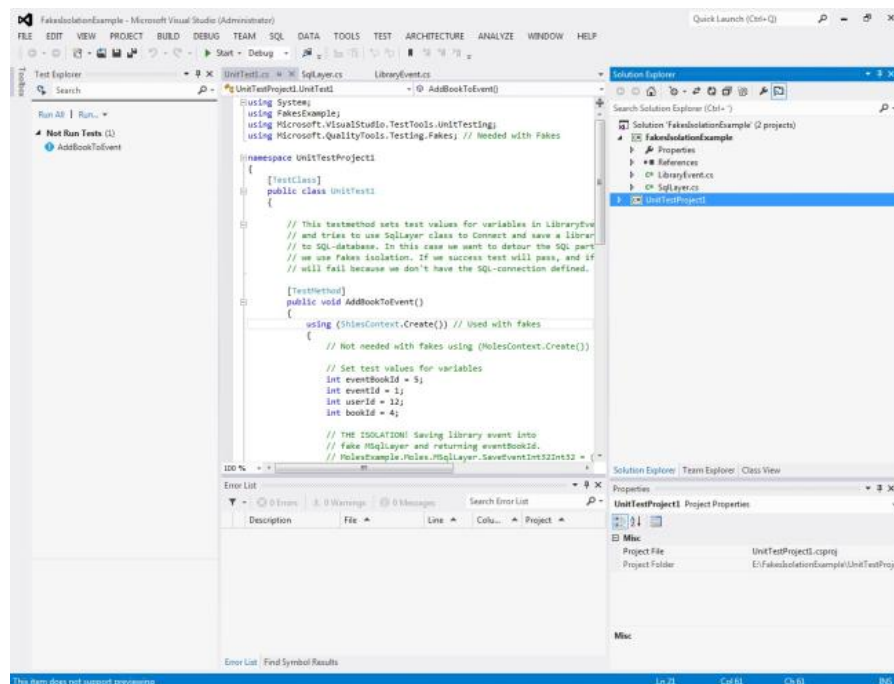 FakesIsolationExample - Microsoft Visual Studio (Administrator)
Quick Launch (Ctrl+Q)
FILE EDIT VIEW PROJECT BUILD DEBUG TEAM SQL DATA TOOLS TEST ARCHITECTURE ANALYZE WINDOW HELP
Start - Debug
Toolbox
Test Explorer
Search
Run All | Run...
Not Run Tests (1)
AddBookToEvent
UnitTest1.cs SqlLayer.cs LibraryEvent.cs
UnitTestProject1.UnitTest1 AddBookToEvent()
using System;
using FakesExample;
using Microsoft.VisualStudio.TestTools.UnitTesting;
using Microsoft.QualityTools.Testing.Fakes; // Needed with Fakes
namespace UnitTestProject1
{
[TestClass]
public class UnitTest1
{
// This testmethod sets test values for variables in LibraryEve
// and tries to use SqlLayer class to Connect and save a librar
// to SQL-database. In this case we want to detour the SQL part
// we use Fakes isolation. If we success test will pass, and if
// will fail because we don't have the SQL-connection defined.
[TestMethod]
public void AddBookToEvent()
{
using (ShimsContext.Create()) // Used with fakes
{
// Not needed with fakes using (MolesContext.Create())
// Set test values for variables
int eventBookId = 5;
int eventId = 1;
int userId = 12;
int bookId = 4;
// THE ISOLATION! Saving library event into
// fake MSqlLayer and returning eventBookId.
// MolesExample.Moles.MSqlLayer.SaveEventInt32Int32 = (
100 %
Error List
0 Errors 0 Warnings 0 Messages Search Error List
Description File Line Colu... Project
Error List Find Symbol Results
Solution Explorer
Search Solution Explorer (Ctrl+¨)
Solution 'FakesIsolationExample' (2 projects)
FakesIsolationExample
Properties
References
LibraryEvent.cs
SqlLayer.cs
UnitTestProject1
Solution Explorer Team Explorer Class View
Properties
UnitTestProject1 Project Properties
Misc
Project File UnitTestProject1.csproj
Project Folder E:\FakesIsolationExample\UnitTestProj
Misc
This item does not support previewing
Ln 21 Col 61 Ch 61 INS